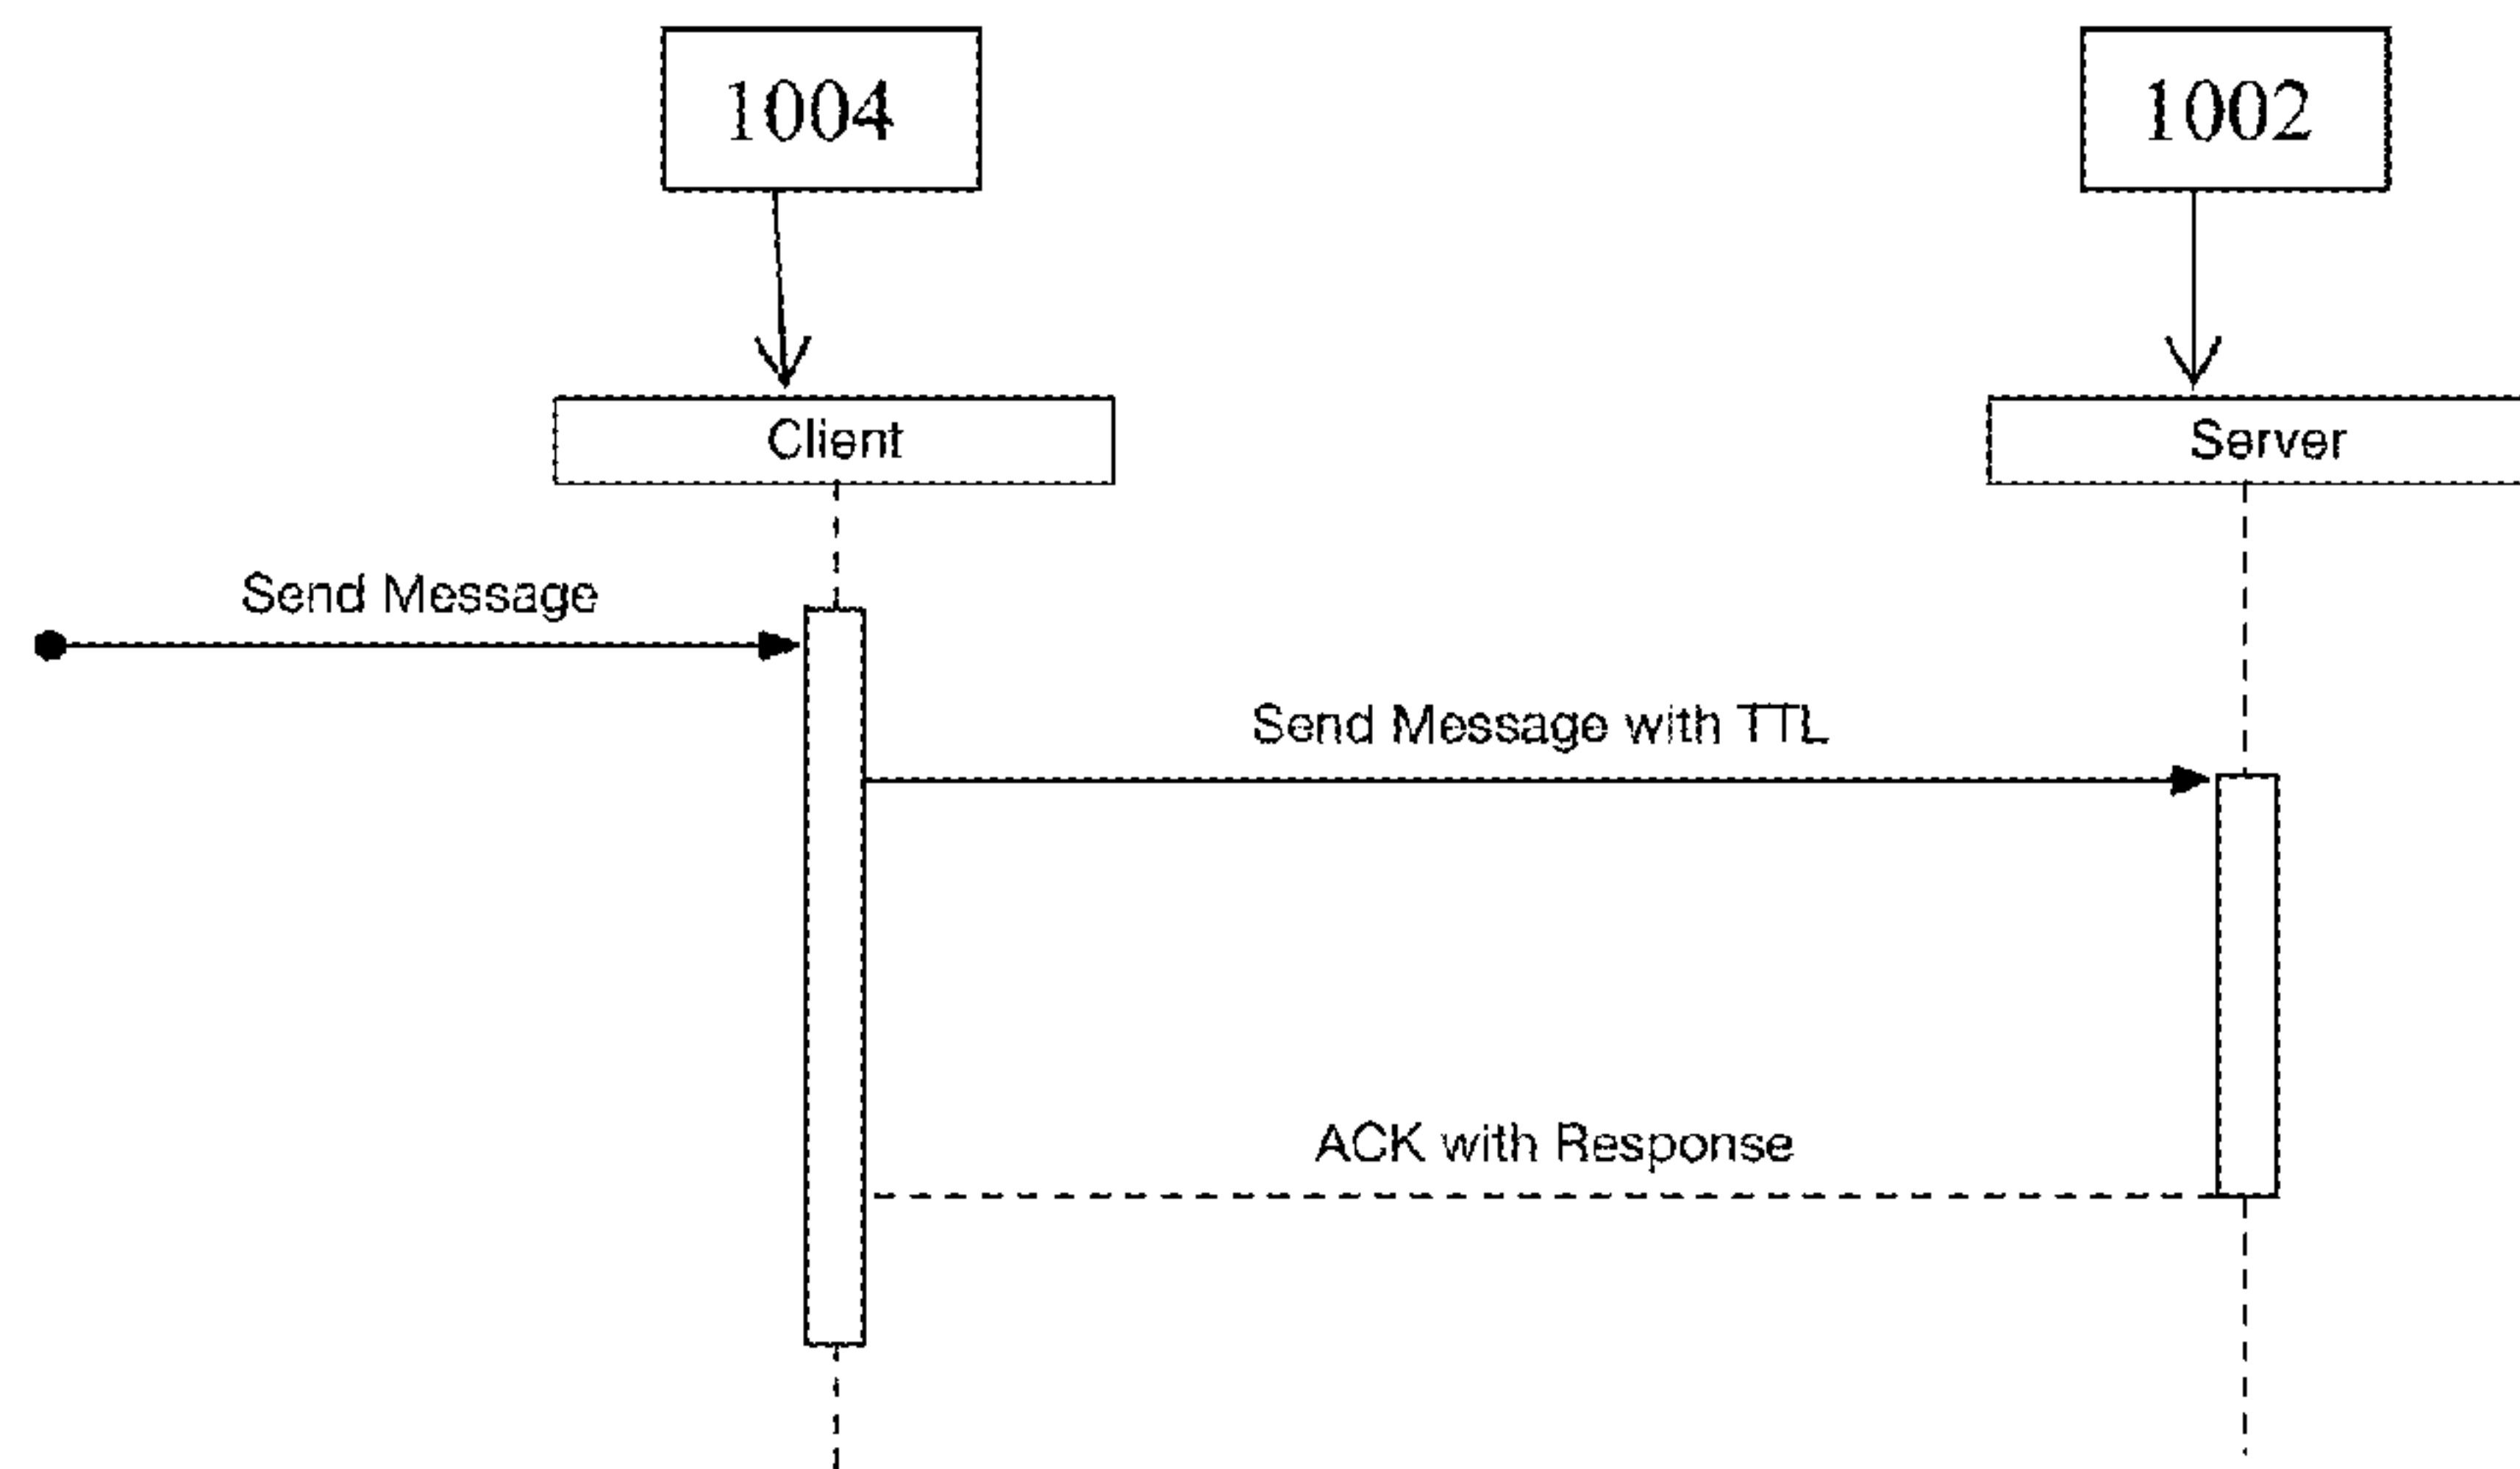 1004
1002
Client
Server
Send Message
Send Message with TTL
ACK with Response